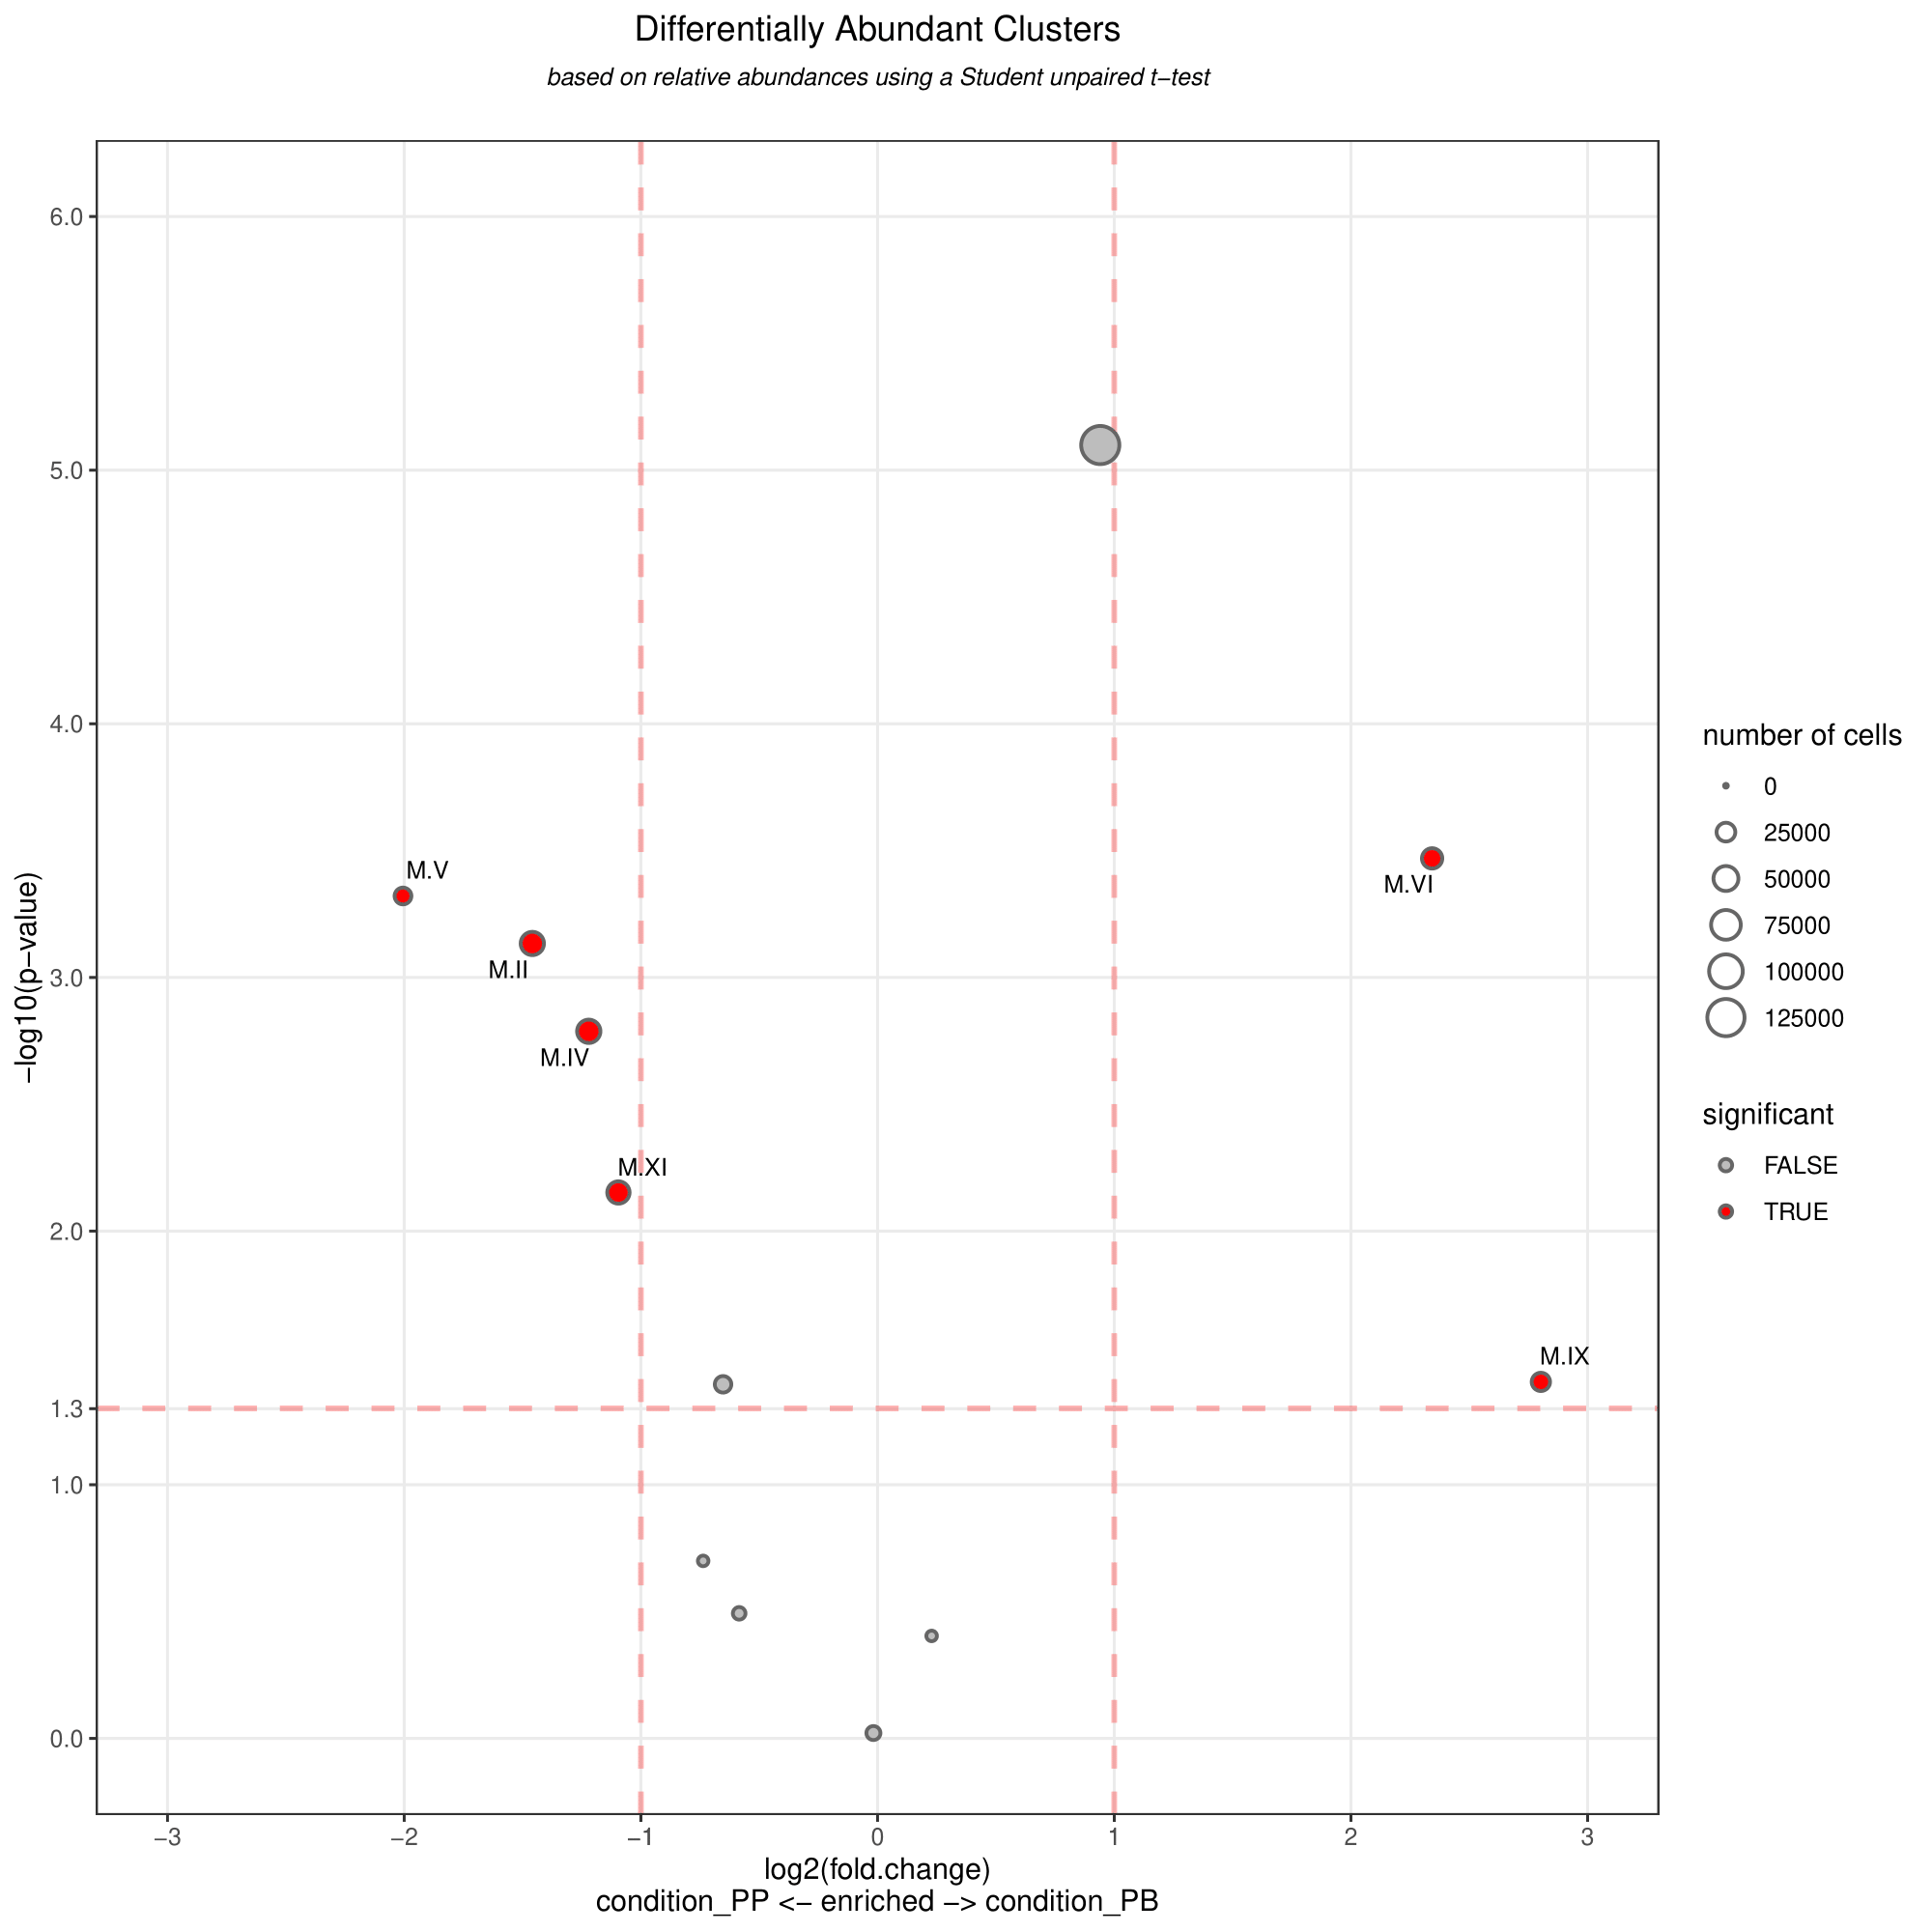 Differentially Abundant Clusters
based on relative abundances using a Student unpaired t−test
−log10(p−value)
6.0
5.0
4.0
3.0
2.0
1.3
1.0
0.0
M.V
M.II
M.IV
M.XI
M.VI
M.IX
−3
−2
−1
0
1
2
3
log2(fold.change)
condition_PP <− enriched −> condition_PB
number of cells
0
25000
50000
75000
100000
125000
significant
FALSE
TRUE